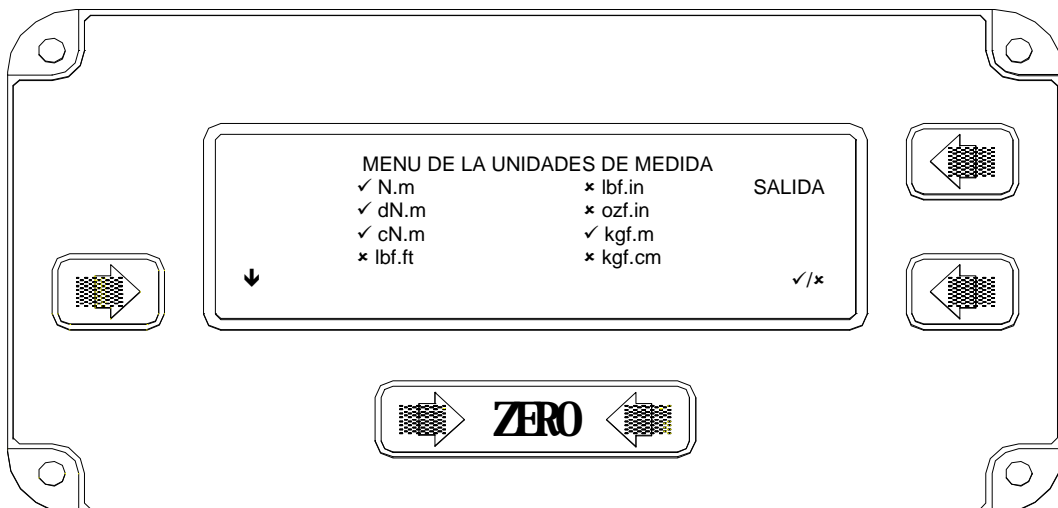 MENU DE LA UNIDADES DE MEDIDA
✓ N.m ✗ lbf.in SALIDA
✓ dN.m ✗ ozf.in
✓ cN.m ✓ kgf.m
✗ lbf.ft ✗ kgf.cm
↓ ✓/✗
ZERO